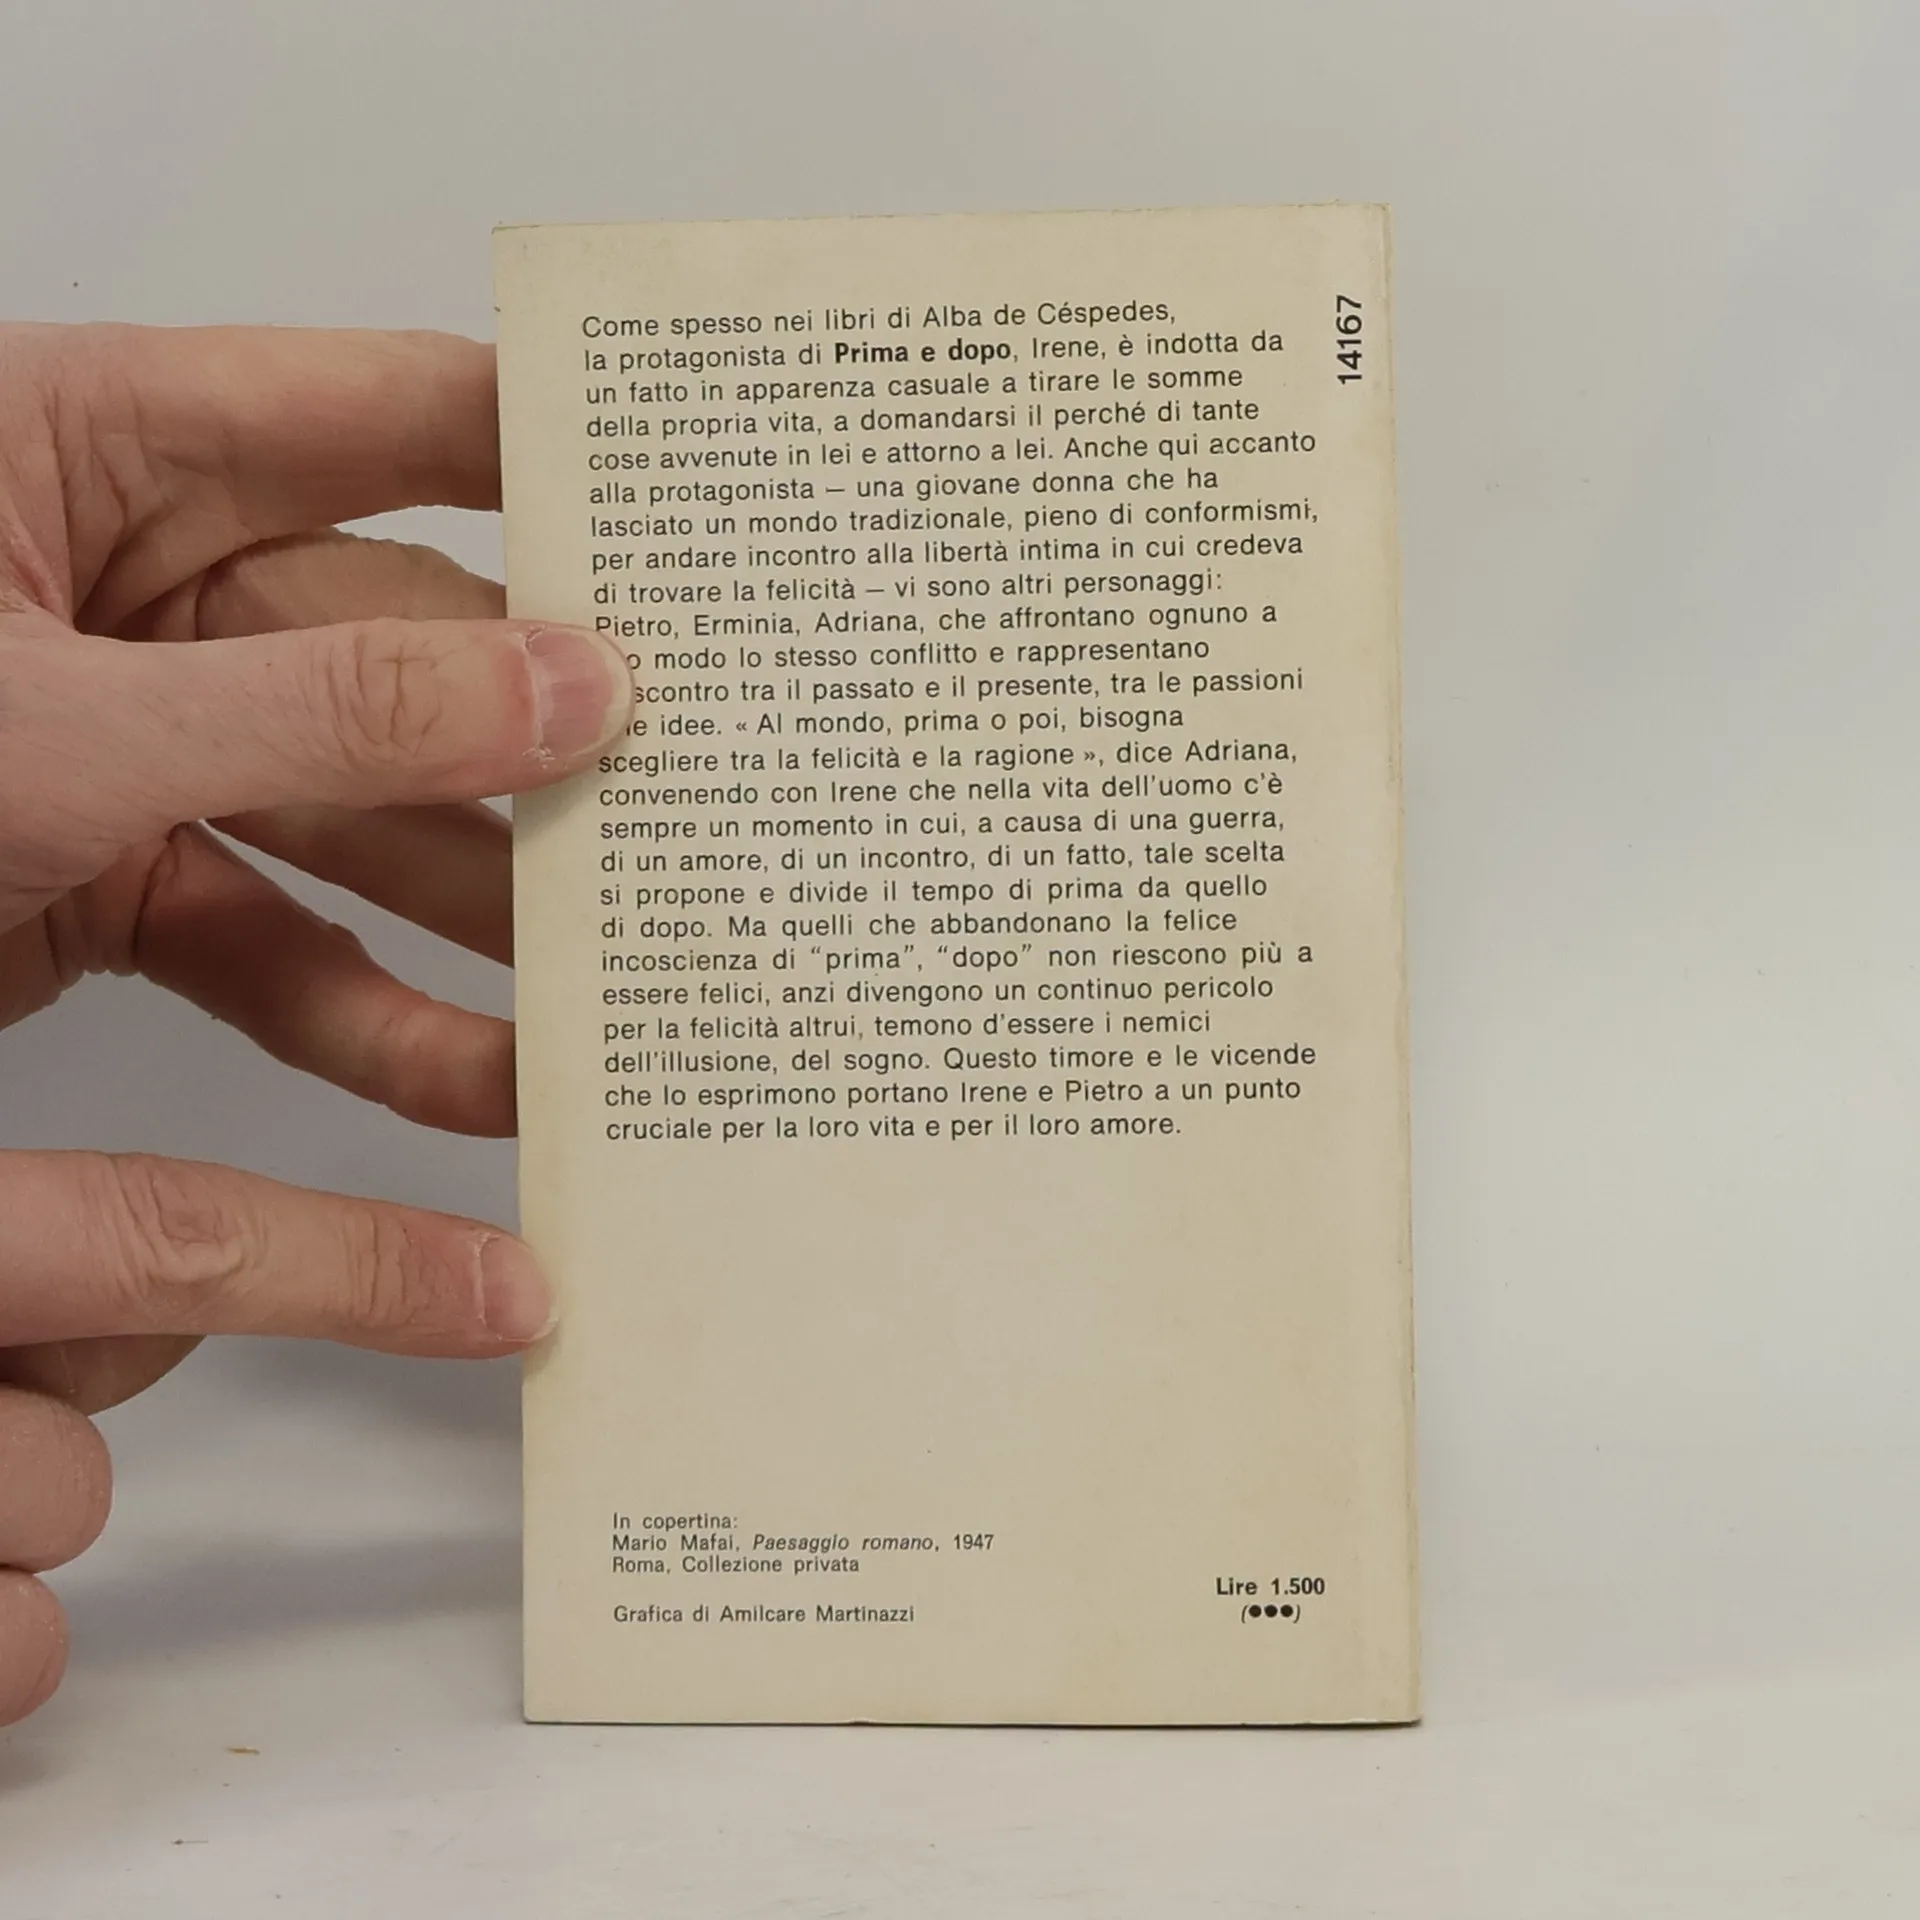 Come spesso nei libri di Alba de Céspedes,
la protagonista di Prima e dopo, Irene, è indotta da
un fatto in apparenza casuale a tirare le somme
della propria vita, a domandarsi il perché di tante
cose avvenute in lei e attorno a lei. Anche qui accanto
alla protagonista — una giovane donna che ha
lasciato un mondo tradizionale, pieno di conformismi,
per andare incontro alla libertà intima in cui credeva
di trovare la felicità — vi sono altri personaggi:
Pietro, Erminia, Adriana, che affrontano ognuno a
modo lo stesso conflitto e rappresentano
scontro tra il passato e il presente, tra le passioni
le idee. « Al mondo, prima o poi, bisogna
scegliere tra la felicità e la ragione », dice Adriana,
convenendo con Irene che nella vita dell'uomo c'è
sempre un momento in cui, a causa di una guerra,
di un amore, di un incontro, di un fatto, tale scelta
si propone e divide il tempo di prima da quello
di dopo. Ma quelli che abbandonano la felice
incoscienza di “prima”, “dopo” non riescono più a
essere felici, anzi divengono un continuo pericolo
per la felicità altrui, temono d'essere i nemici
dell'illusione, del sogno. Questo timore e le vicende
che lo esprimono portano Irene e Pietro a un punto
cruciale per la loro vita e per il loro amore.
14167
In copertina:
Mario Mafai, Paesaggio romano, 1947
Roma, Collezione privata
Grafica di Amilcare Martinazzi
Lire 1.500
(●●●)